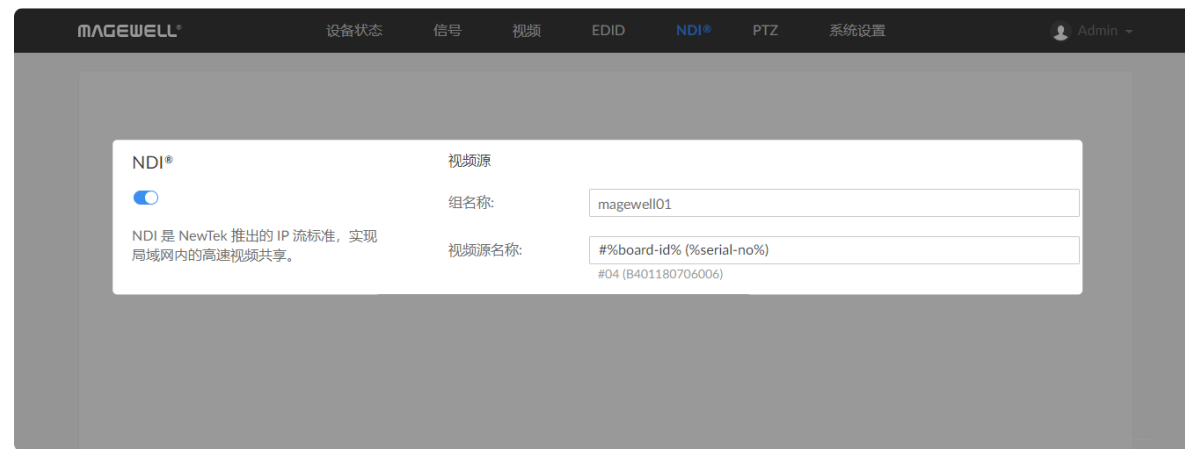 MAGEWELL®
设备状态 信号 视频 EDID NDI® PTZ 系统设置 Admin
NDI® 视频源
组名称: magewell01
NDI 是 NewTek 推出的 IP 流标准，实现
局域网内的高速视频共享。
视频源名称: #%board-id% (%serial-no%)
#04 (B401180706006)